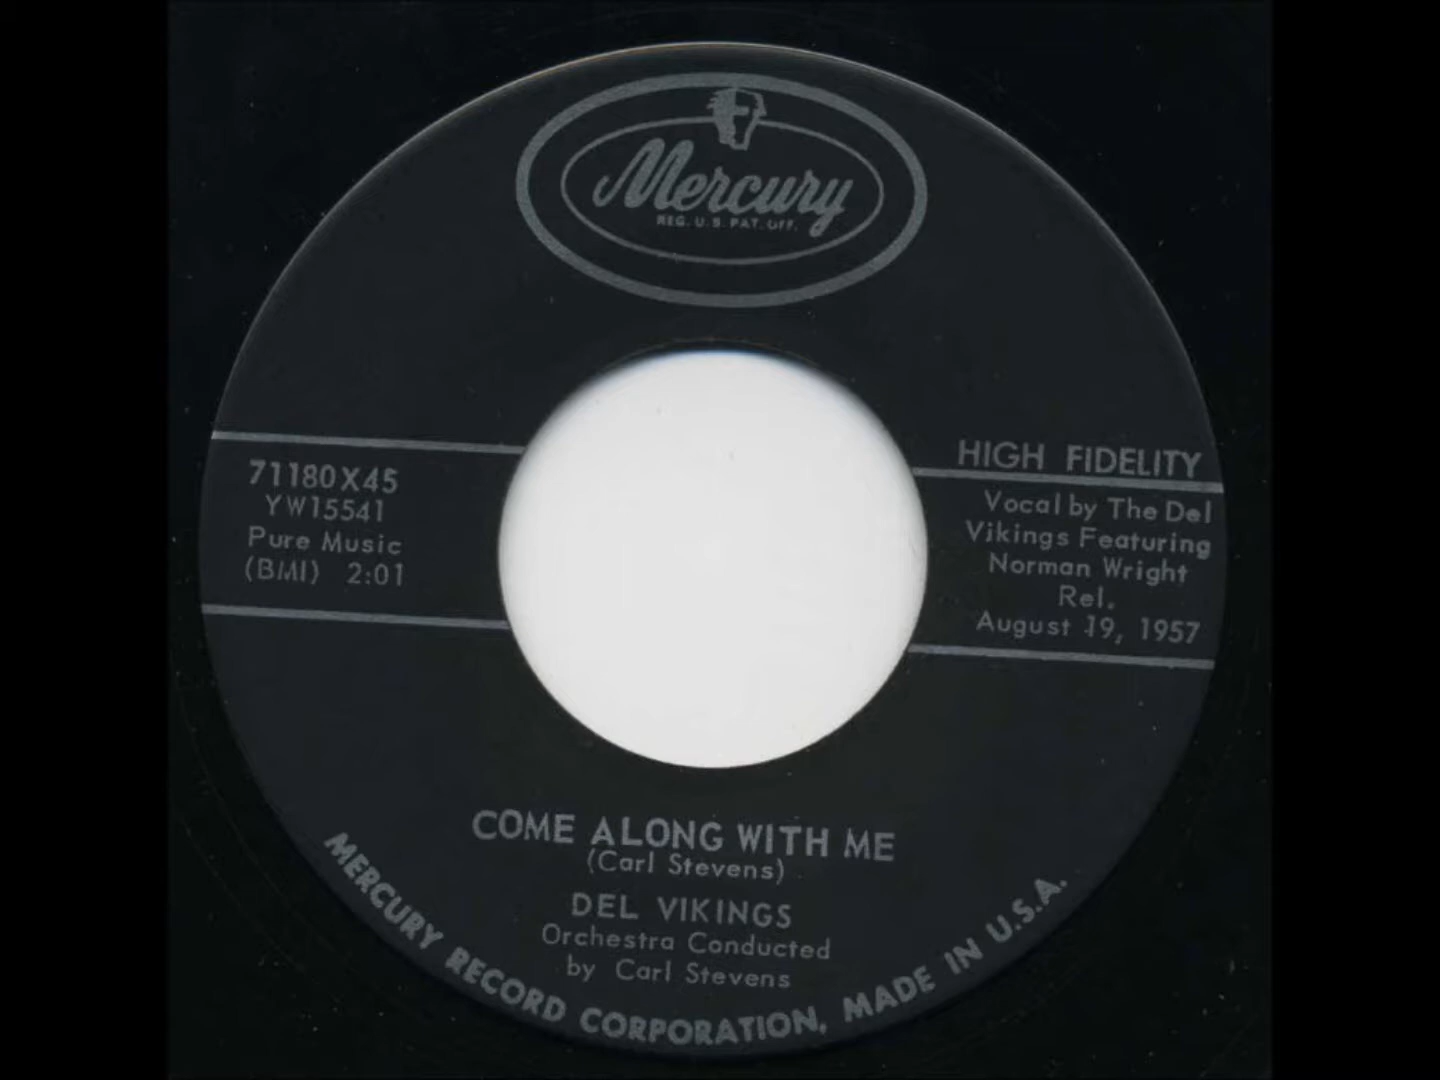 Mercury
REG. U.S. PAT. OFF.
71180X45
YW15541
Pure Music
(BMI) 2:01
HIGH FIDELITY
Vocal by The Del
Vikings Featuring
Norman Wright
Rel.
August 19, 1957
COME ALONG WITH ME
(Carl Stevens)
DEL VIKINGS
Orchestra Conducted
by Carl Stevens
MERCURY RECORD CORPORATION, MADE IN U.S.A.